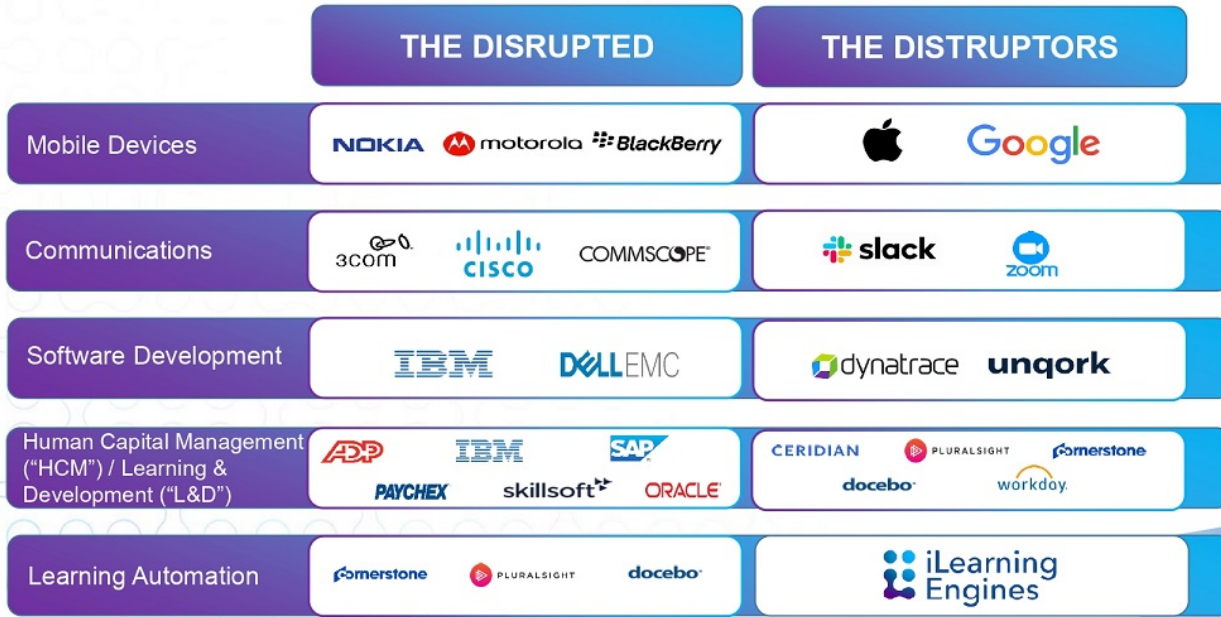 THE DISRUPTED
THE DISTRUPTORS
Mobile Devices
NOKIA motorola BlackBerry
Google
Communications
3com CISCO COMMSCOPE
slack zoom
Software Development
IBM DELLEMC
dynatrace unqork
Human Capital Management
("HCM") / Learning &
Development ("L&D")
ADP IBM SAP
PAYCHEX skillsoft ORACLE
CERIDIAN PLURALSIGHT cornerstone
docebo workday.
Learning Automation
cornerstone PLURALSIGHT docebo
iLearning
Engines